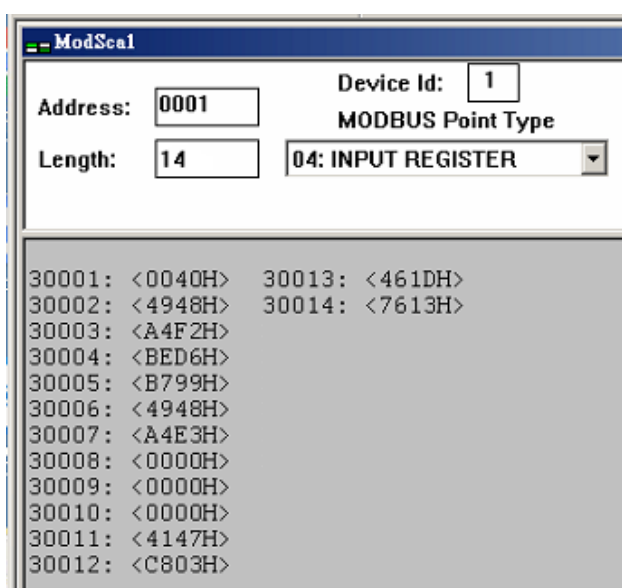 ModSca1
Device Id: 1
Address: 0001
MODBUS Point Type
Length: 14
04: INPUT REGISTER
30001: <0040H> 30013: <461DH>
30002: <4948H> 30014: <7613H>
30003: <A4F2H>
30004: <BED6H>
30005: <B799H>
30006: <4948H>
30007: <A4E3H>
30008: <0000H>
30009: <0000H>
30010: <0000H>
30011: <4147H>
30012: <C803H>